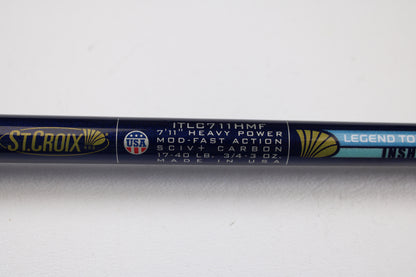 ST.CROIX
USA
ITLC711HMF
7'11" HEAVY POWER
MOD-FAST ACTION
SCIV+ CARBON
17-40 LB. 3/4-3 OZ.
MADE IN USA
LEGEND TO
INSH